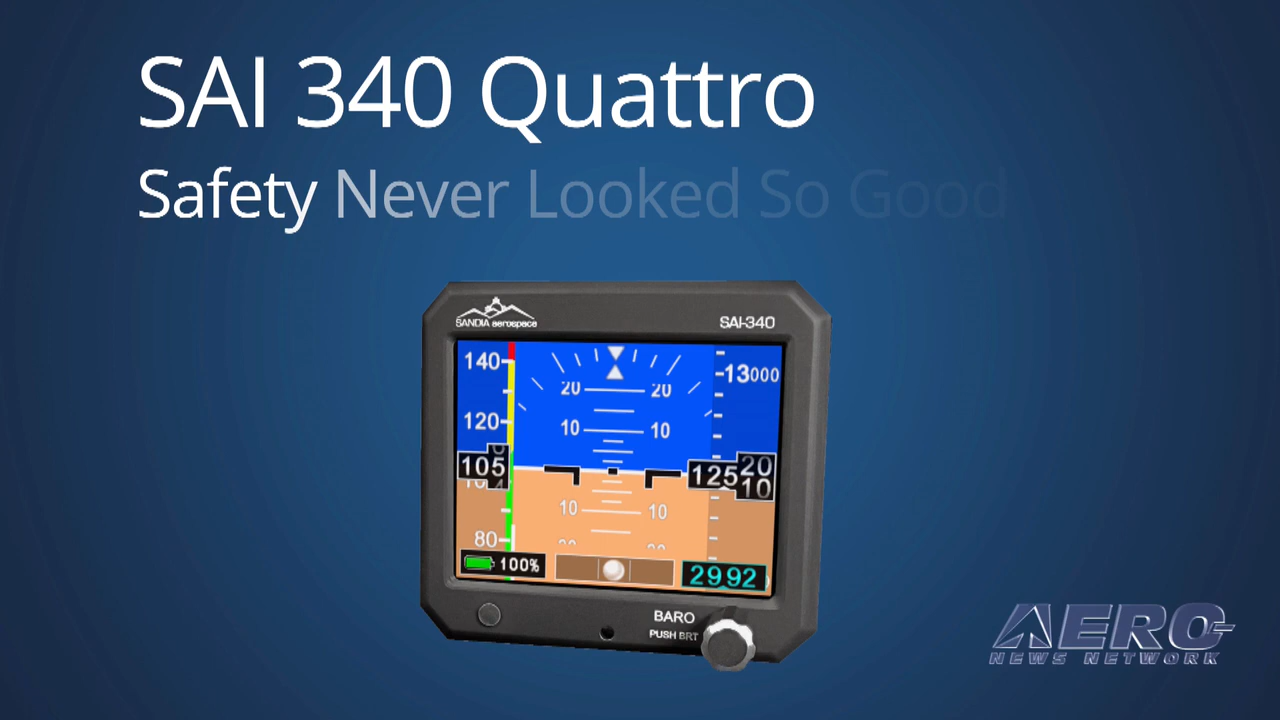 SAI 340 Quattro
Safety Never Looked So Good
SANDIA aerospace
SAI-340
140
13000
20 20
120
10 10
105
125
20
10
10 10
80
100%
2992
BARO
PUSH BRT
AERO
NEWS NETWORK